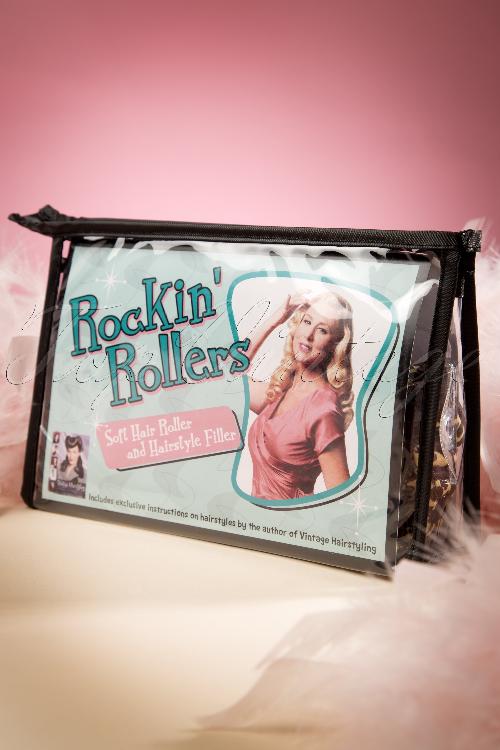 Rockin'
Rollers
Soft Hair Roller
and Hairstyle Filler
Includes exclusive instructions on hairstyles by the author of Vintage Hairstyling